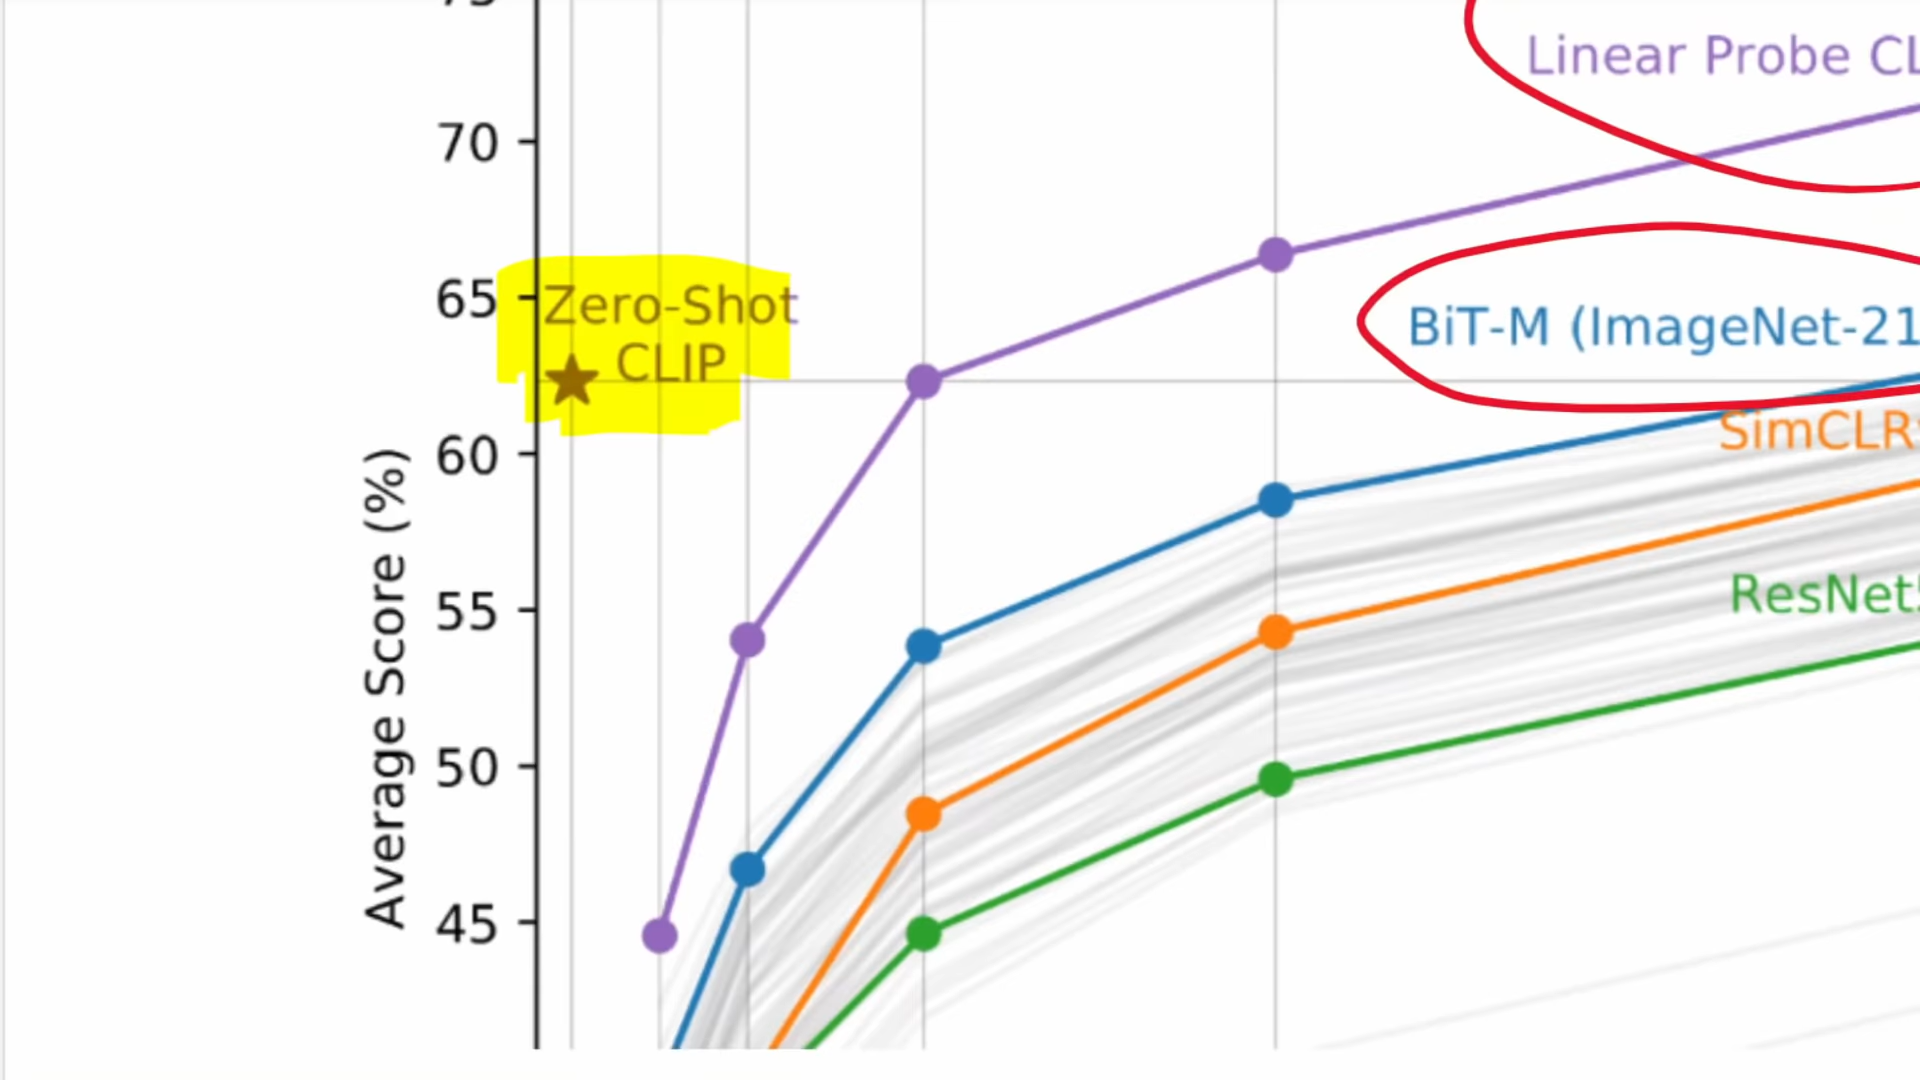 Linear Probe CL
70
65
Zero-Shot
CLIP
BiT-M (ImageNet-21
SimCLR
60
ResNet
55
50
45
Average Score (%)